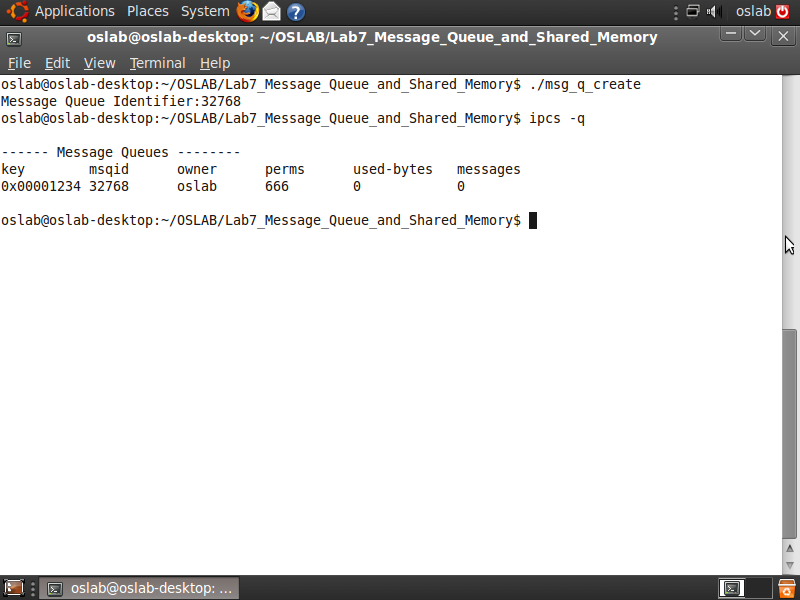 Applications Places System oslab
oslab@oslab-desktop: ~/OSLAB/Lab7_Message_Queue_and_Shared_Memory
File Edit View Terminal Help
oslab@oslab-desktop:~/OSLAB/Lab7_Message_Queue_and_Shared_Memory$ ./msg_q_create
Message Queue Identifier:32768
oslab@oslab-desktop:~/OSLAB/Lab7_Message_Queue_and_Shared_Memory$ ipcs -q
------ Message Queues --------
key msqid owner perms used-bytes messages
0x00001234 32768 oslab 666 0 0
oslab@oslab-desktop:~/OSLAB/Lab7_Message_Queue_and_Shared_Memory$
oslab@oslab-desktop: ...